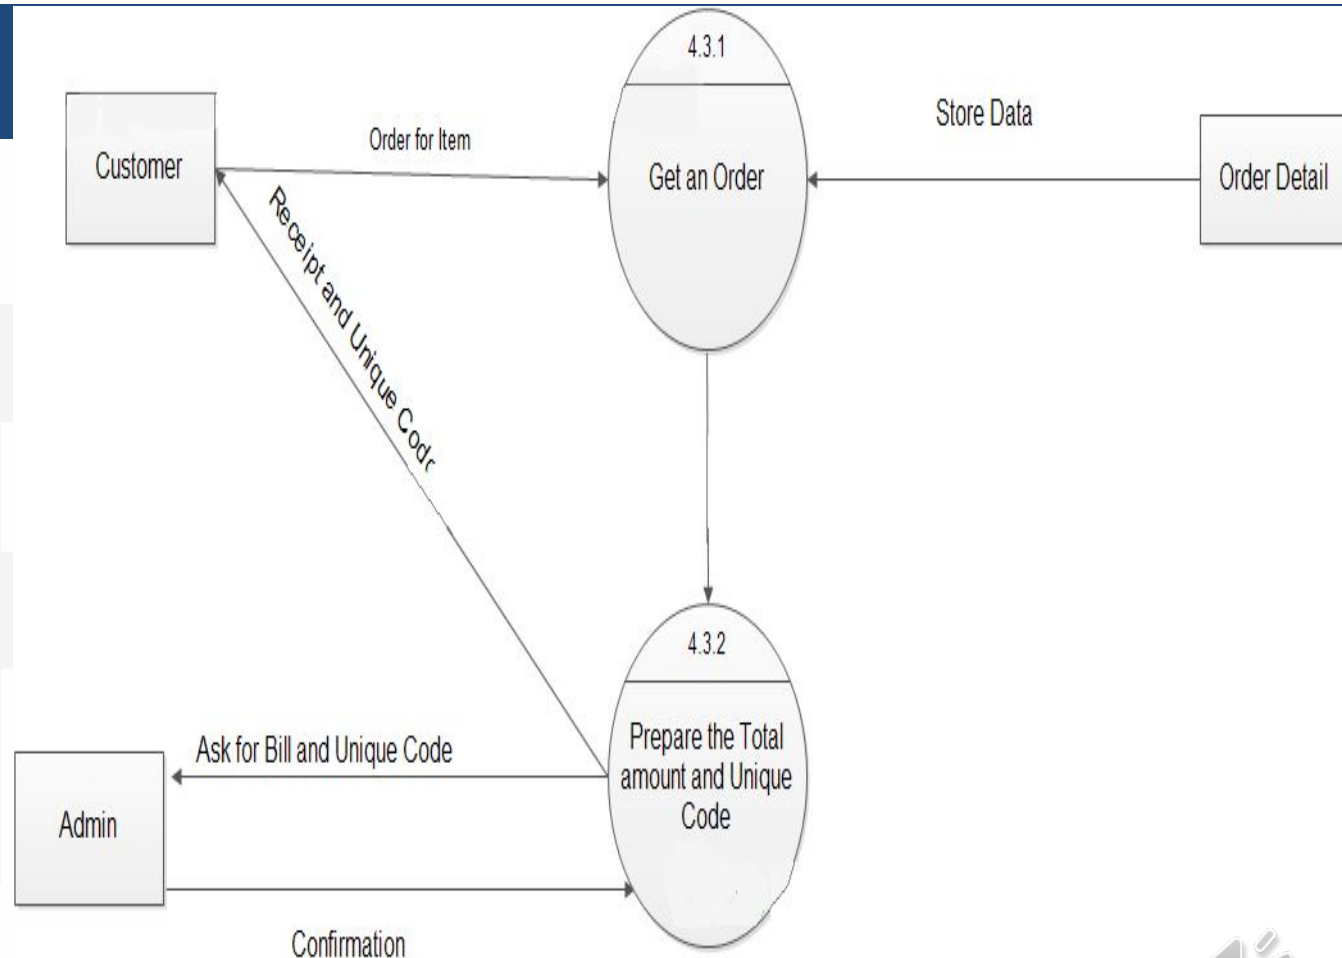 4.3.1
Store Data
Order for Item
Customer
Get an Order
Order Detail
Receipt and Unique Code
4.3.2
Prepare the Total
amount and Unique
Code
Ask for Bill and Unique Code
Admin
Confirmation